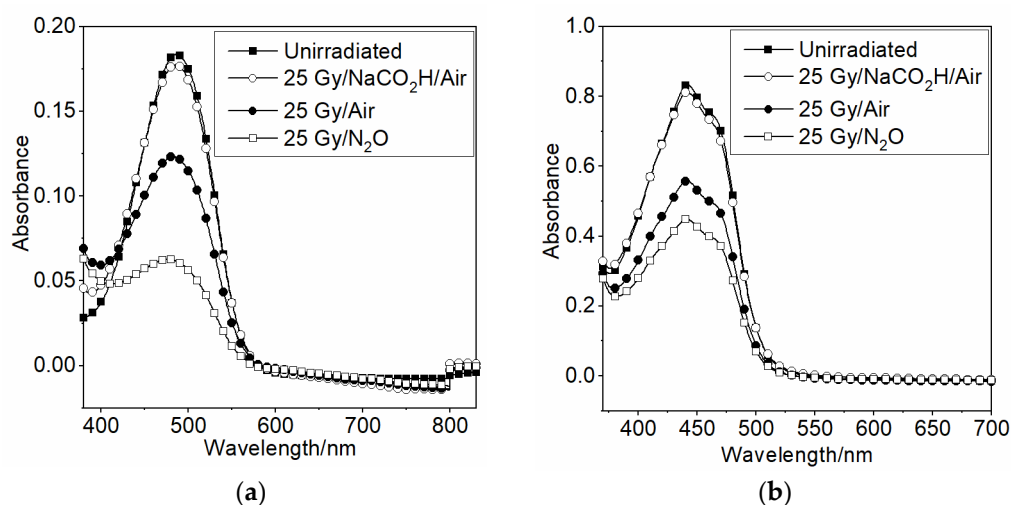 0.20
0.15
0.10
0.05
0.00
Absorbance
Unirradiated
25 Gy/NaCO₂H/Air
25 Gy/Air
25 Gy/N₂O
400 500 600 700 800
Wavelength/nm
(a)
1.0
0.8
0.6
0.4
0.2
0.0
Absorbance
Unirradiated
25 Gy/NaCO₂H/Air
25 Gy/Air
25 Gy/N₂O
400 450 500 550 600 650 700
Wavelength/nm
(b)